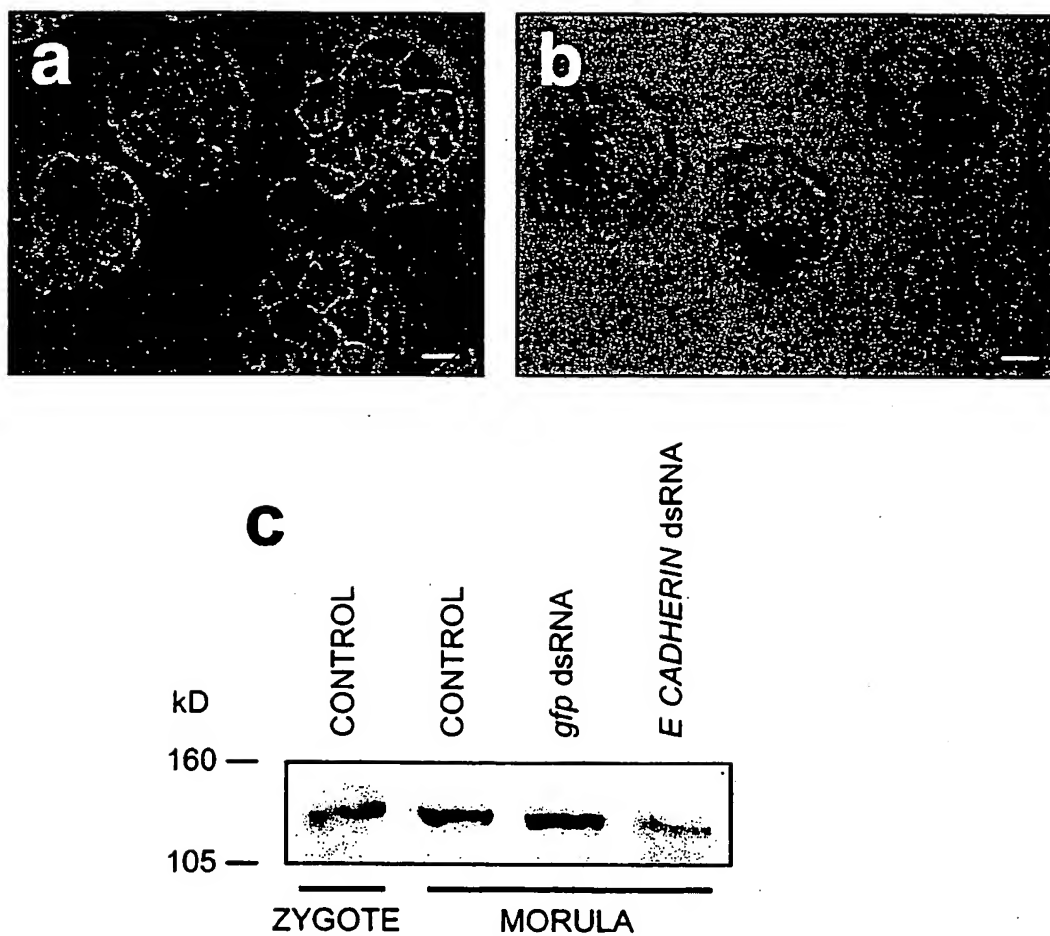 a
b
c
CONTROL
CONTROL
gfp dsRNA
E CADHERIN dsRNA
kD
160
105
ZYGOTE
MORULA